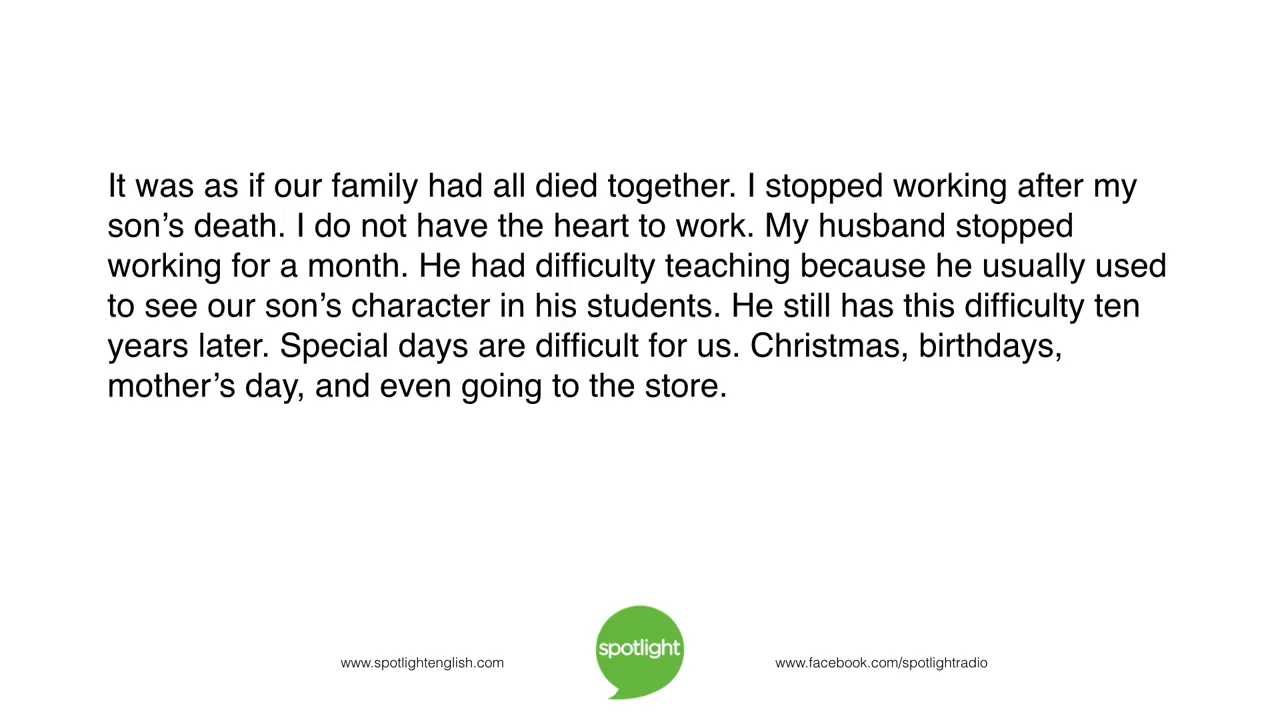 It was as if our family had all died together. I stopped working after my
son’s death. I do not have the heart to work. My husband stopped
working for a month. He had difficulty teaching because he usually used
to see our son’s character in his students. He still has this difficulty ten
years later. Special days are difficult for us. Christmas, birthdays,
mother’s day, and even going to the store.
spotlight
www.spotlightenglish.com
www.facebook.com/spotlightradio